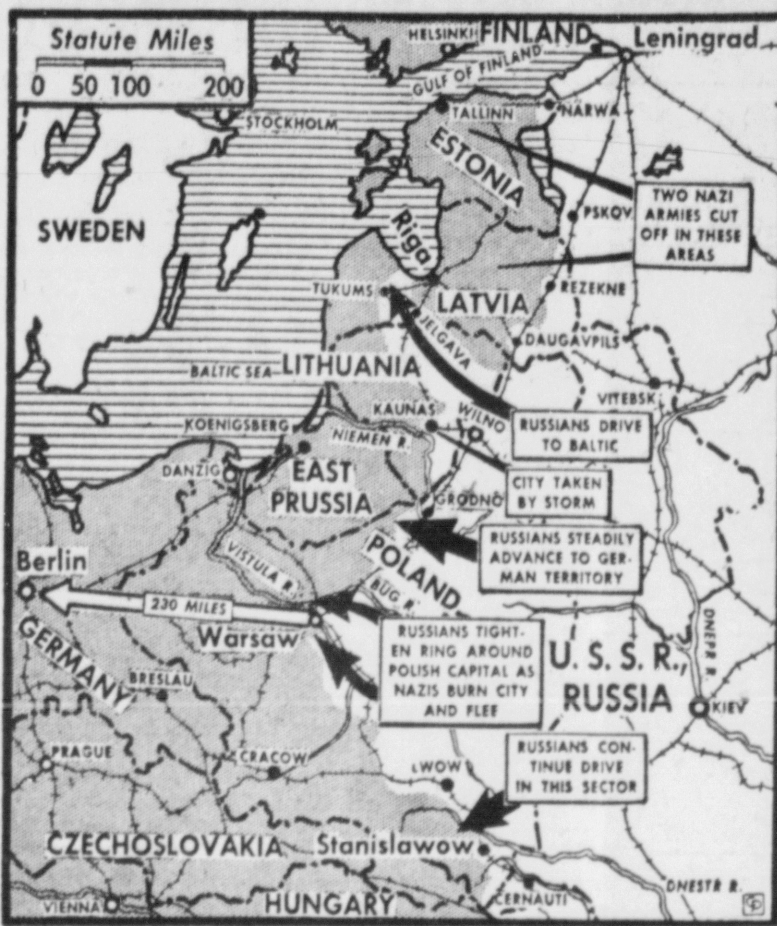 Statute Miles
0 50 100 200
HELSINKI
FINLAND
Leningrad
GULF OF FINLAND
TALLINN
NARWA
STOCKHOLM
ESTONIA
TWO NAZI
ARMIES CUT
OFF IN THESE
AREAS
PSKOV
SWEDEN
Riga
TUKUMS
LATVIA
REZEKNE
JELGAVA
DAUGAVPILS
LITHUANIA
BALTIC SEA
VITEBSK
KAUNAS
WILNO
RUSSIANS DRIVE
TO BALTIC
KOENIGSBERG
NIEMEN R.
DANZIG
EAST
PRUSSIA
CITY TAKEN
BY STORM
GRODNO
RUSSIANS STEADILY
ADVANCE TO GER-
MAN TERRITORY
VISTULA R.
POLAND
BUG R.
Berlin
230 MILES
Warsaw
DNEPR R.
GERMANY
RUSSIANS TIGHT-
EN RING AROUND
POLISH CAPITAL AS
NAZIS BURN CITY
AND FLEE
U. S. S. R.,
RUSSIA
BRESLAU
KIEV
PRAGUE
CRACOW
LWOW
RUSSIANS CON-
TINUE DRIVE
IN THIS SECTOR
CZECHOSLOVAKIA
Stanislawow
CERNAUTI
DNESTR R.
VIENNA
HUNGARY